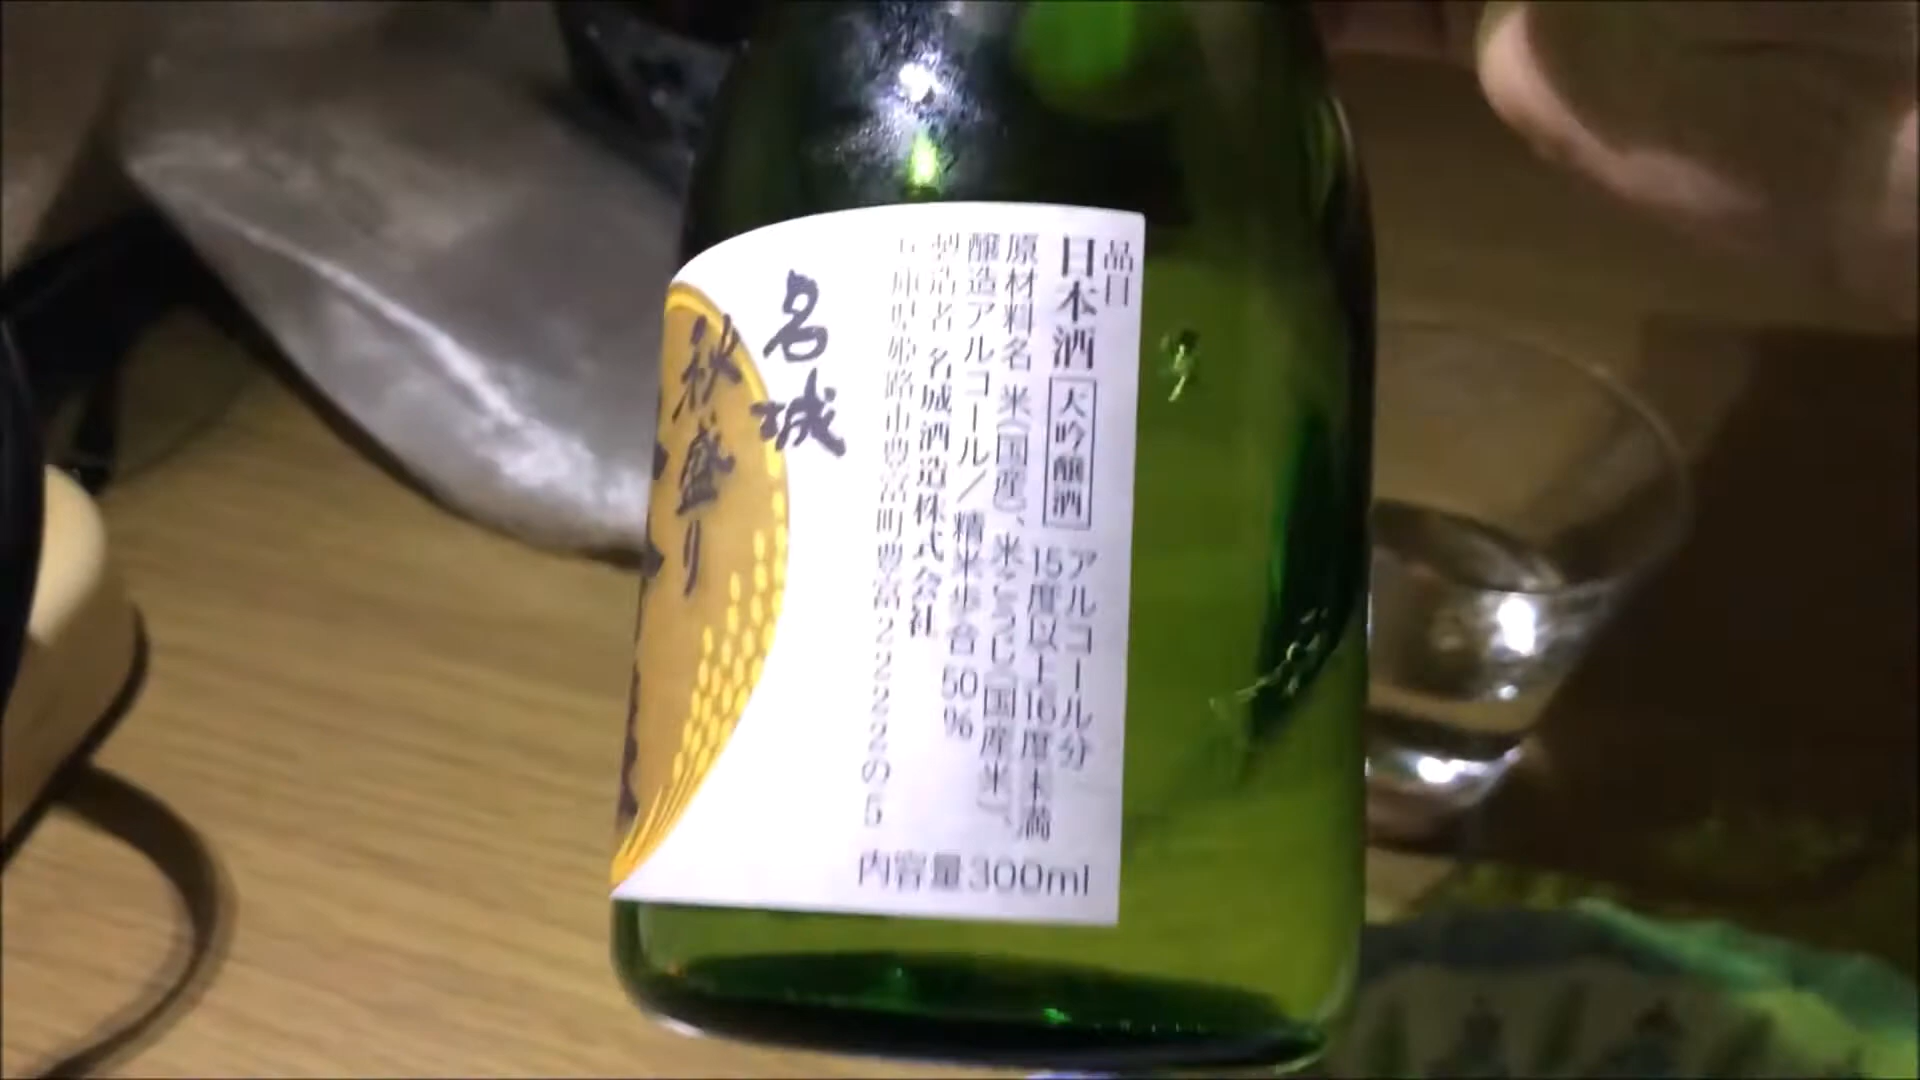 品目
日本酒 大吟醸酒
アルコール分
15度以上16度未満
原材料名 米(国産)、米こうじ(国産米)、
醸造アルコール/精米歩合50%
製造者 名城酒造株式会社
兵庫県姫路市豊富町豊富2222の5
内容量300ml
名城
秋盛り